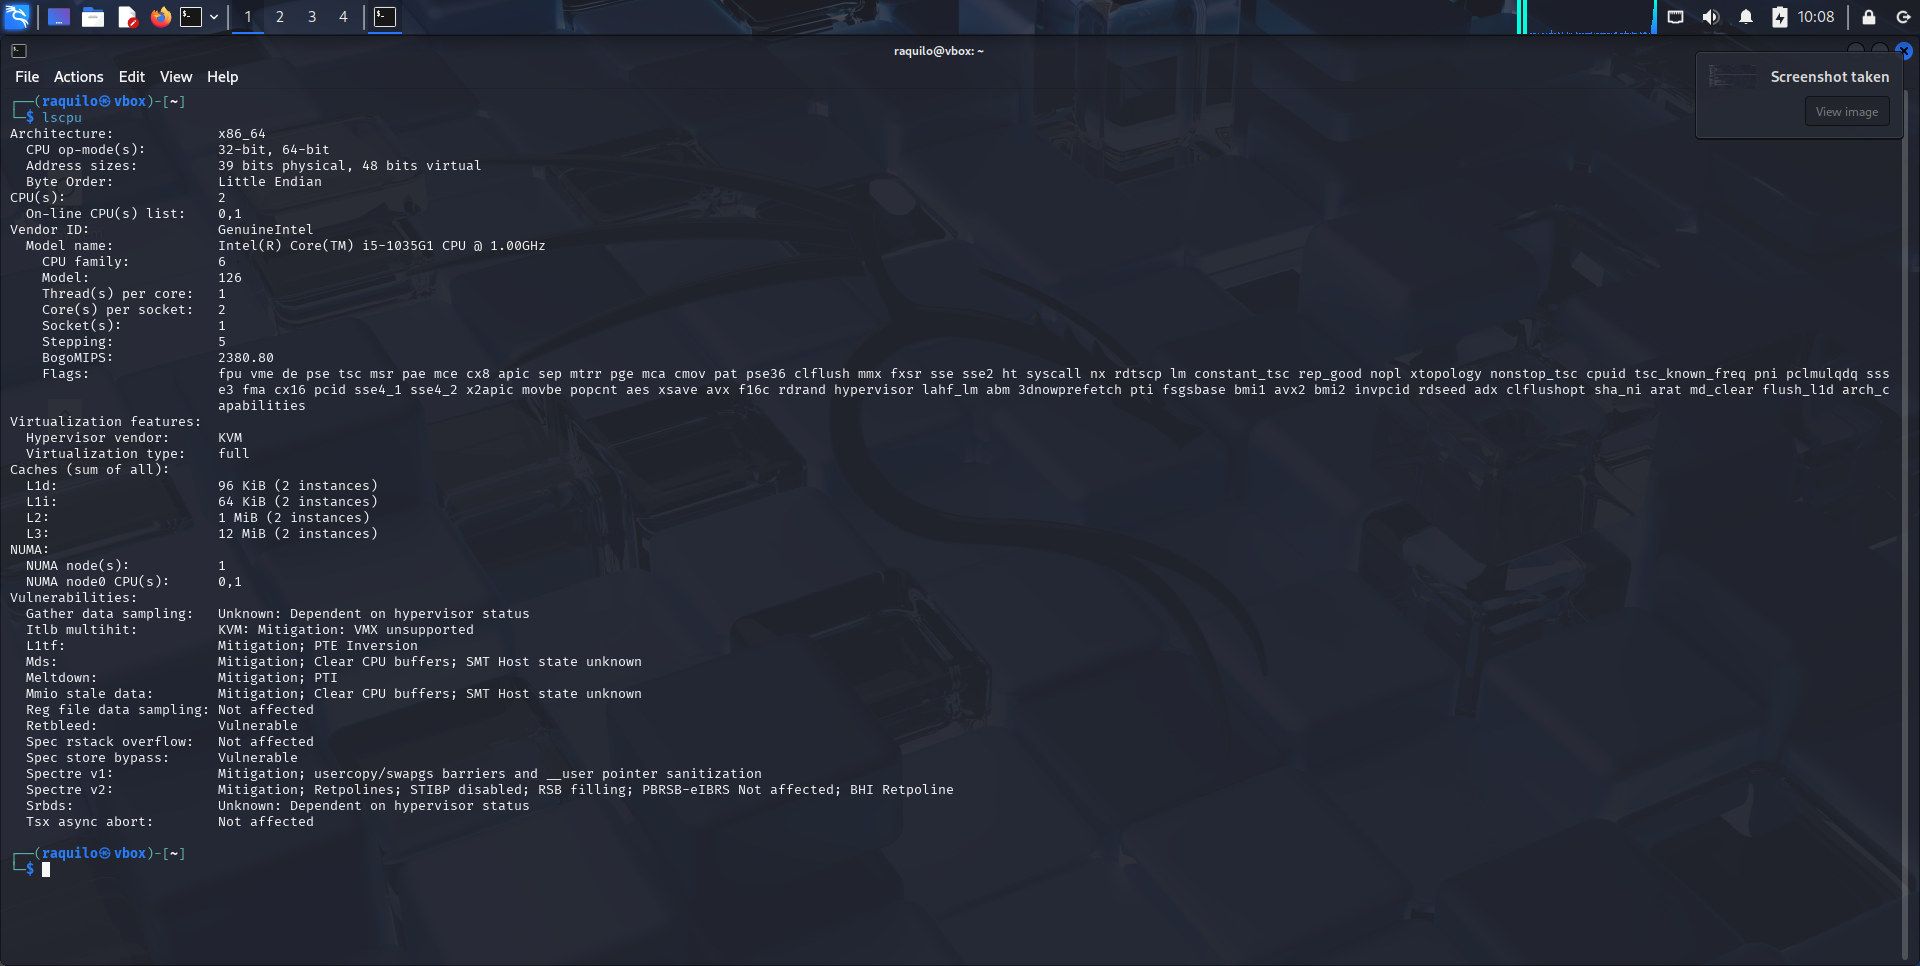 1 2 3 4 10:08
raquilo@vbox: ~
File Actions Edit View Help
Screenshot taken
View image
┌──(raquilo㉿vbox)-[~]
└─$ lscpu
Architecture: x86_64
CPU op-mode(s): 32-bit, 64-bit
Address sizes: 39 bits physical, 48 bits virtual
Byte Order: Little Endian
CPU(s): 2
On-line CPU(s) list: 0,1
Vendor ID: GenuineIntel
Model name: Intel(R) Core(TM) i5-1035G1 CPU @ 1.00GHz
CPU family: 6
Model: 126
Thread(s) per core: 1
Core(s) per socket: 2
Socket(s): 1
Stepping: 5
BogoMIPS: 2380.80
Flags: fpu vme de pse tsc msr pae mce cx8 apic sep mtrr pge mca cmov pat pse36 clflush mmx fxsr sse sse2 ht syscall nx rdtscp lm constant_tsc rep_good nopl xtopology nonstop_tsc cpuid tsc_known_freq pni pclmulqdq sss
e3 fma cx16 pcid sse4_1 sse4_2 x2apic movbe popcnt aes xsave avx f16c rdrand hypervisor lahf_lm abm 3dnowprefetch pti fsgsbase bmi1 avx2 bmi2 invpcid rdseed adx clflushopt sha_ni arat md_clear flush_l1d arch_c
apabilities
Virtualization features:
Hypervisor vendor: KVM
Virtualization type: full
Caches (sum of all):
L1d: 96 KiB (2 instances)
L1i: 64 KiB (2 instances)
L2: 1 MiB (2 instances)
L3: 12 MiB (2 instances)
NUMA:
NUMA node(s): 1
NUMA node0 CPU(s): 0,1
Vulnerabilities:
Gather data sampling: Unknown: Dependent on hypervisor status
Itlb multihit: KVM: Mitigation: VMX unsupported
L1tf: Mitigation; PTE Inversion
Mds: Mitigation; Clear CPU buffers; SMT Host state unknown
Meltdown: Mitigation; PTI
Mmio stale data: Mitigation; Clear CPU buffers; SMT Host state unknown
Reg file data sampling: Not affected
Retbleed: Vulnerable
Spec rstack overflow: Not affected
Spec store bypass: Vulnerable
Spectre v1: Mitigation; usercopy/swapgs barriers and __user pointer sanitization
Spectre v2: Mitigation; Retpolines; STIBP disabled; RSB filling; PBRSB-eIBRS Not affected; BHI Retpoline
Srbds: Unknown: Dependent on hypervisor status
Tsx async abort: Not affected
┌──(raquilo㉿vbox)-[~]
└─$